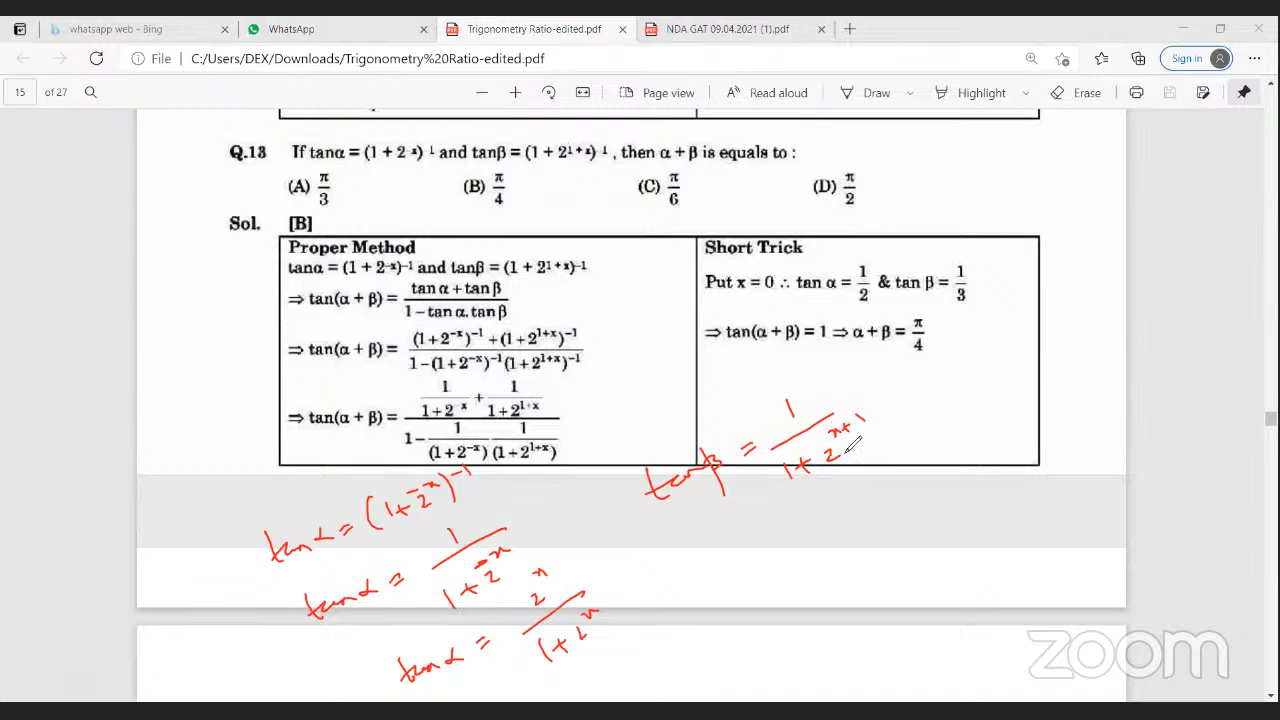 whatsapp web - Bing
WhatsApp
Trigonometry Ratio-edited.pdf
NDA GAT 09.04.2021 (1).pdf
File
C:/Users/DEX/Downloads/Trigonometry%20Ratio-edited.pdf
Sign in
15 of 27
Page view
Read aloud
Draw
Highlight
Erase
Q.13 If tanα = (1 + 2⁻ˣ)⁻¹ and tanβ = (1 + 2¹⁺ˣ)⁻¹, then α + β is equals to :
(A) π/3 (B) π/4 (C) π/6 (D) π/2
Sol. [B]
Proper Method
tanα = (1 + 2⁻ˣ)⁻¹ and tanβ = (1 + 2¹⁺ˣ)⁻¹
⇒ tan(α + β) = (tan α + tan β)/(1 − tan α. tan β)
⇒ tan(α + β) = ((1+2⁻ˣ)⁻¹ + (1+2¹⁺ˣ)⁻¹)/(1−(1+2⁻ˣ)⁻¹(1+2¹⁺ˣ)⁻¹)
⇒ tan(α + β) = (1/(1+2⁻ˣ) + 1/(1+2¹⁺ˣ))/(1− 1/(1+2⁻ˣ) 1/(1+2¹⁺ˣ))
Short Trick
Put x = 0 ∴ tan α = 1/2 & tan β = 1/3
⇒ tan(α + β) = 1 ⇒ α + β = π/4
tanβ = 1/(1+2ˣ⁺¹)
tanα = (1+2⁻ˣ)⁻¹
tanα = 1/(1+2⁻ˣ)
tanα = 2ˣ/(1+2ˣ)
zoom